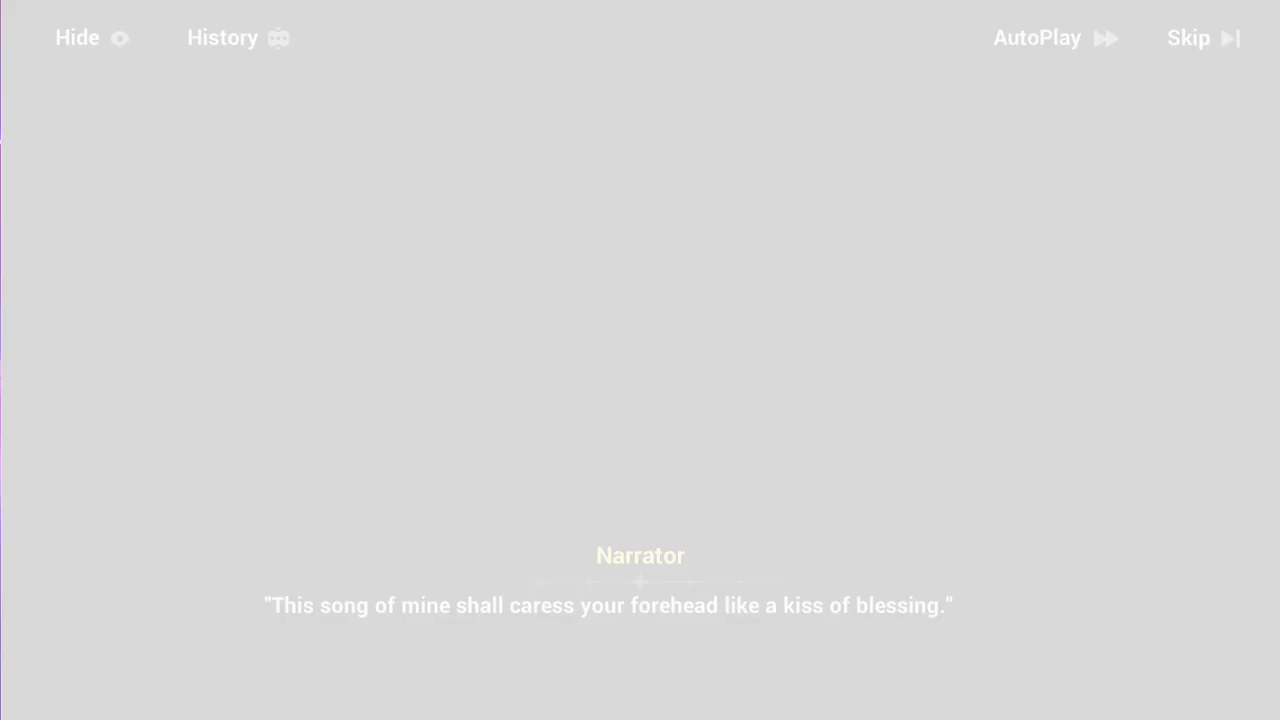 Hide History AutoPlay Skip
Narrator
"This song of mine shall caress your forehead like a kiss of blessing."